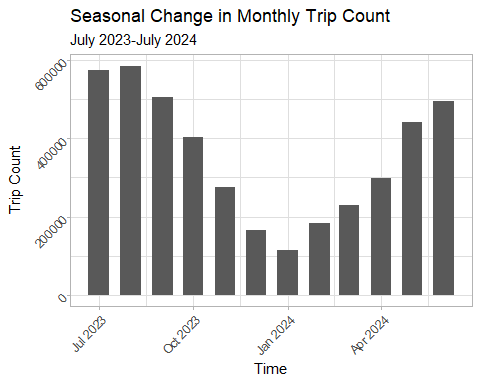 Seasonal Change in Monthly Trip Count
July 2023-July 2024
600000
400000
200000
0
Trip Count
Jul 2023
Oct 2023
Jan 2024
Apr 2024
Time